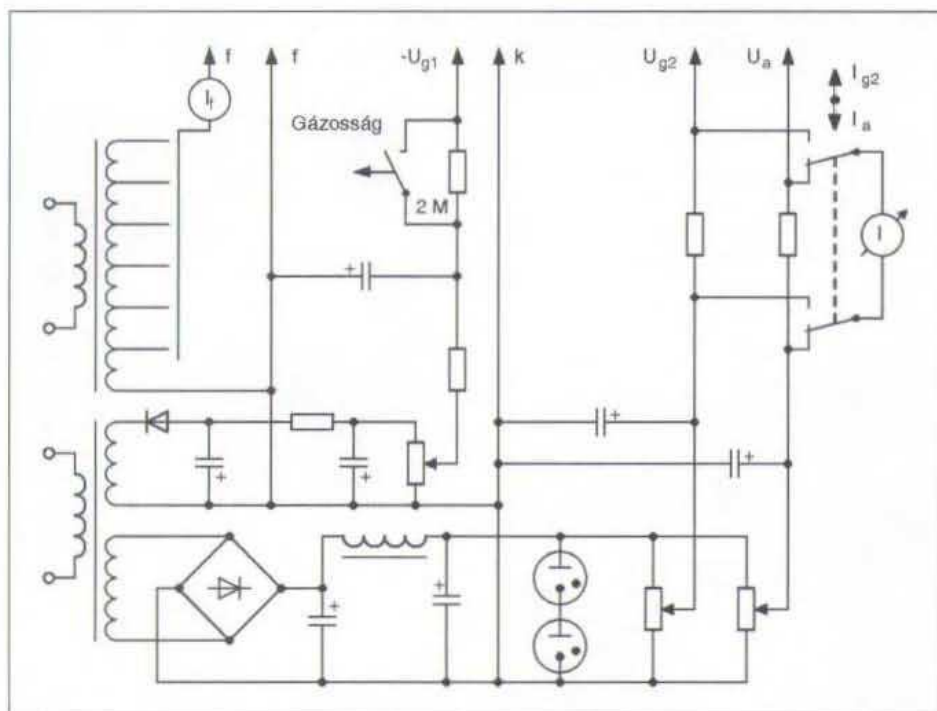 f
f
-Ug1
k
Ug2
Ua
Ig2
Ia
If
Gázosság
2 M
I
+
+
+
+
+
+
+